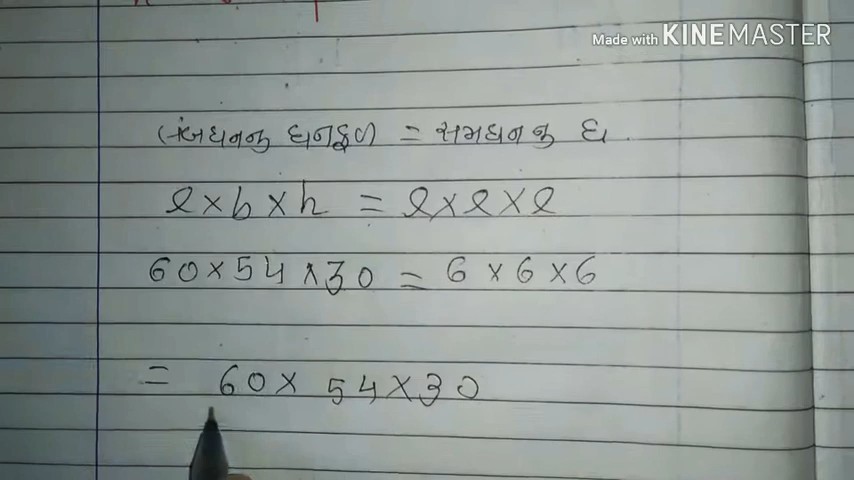 Made with KINEMASTER
(લંબઘનનુ ઘનફળ) = સમઘનનુ ઘ
l × b × h = l × l × l
60 × 54 × 30 = 6 × 6 × 6
= 60 × 54 × 30